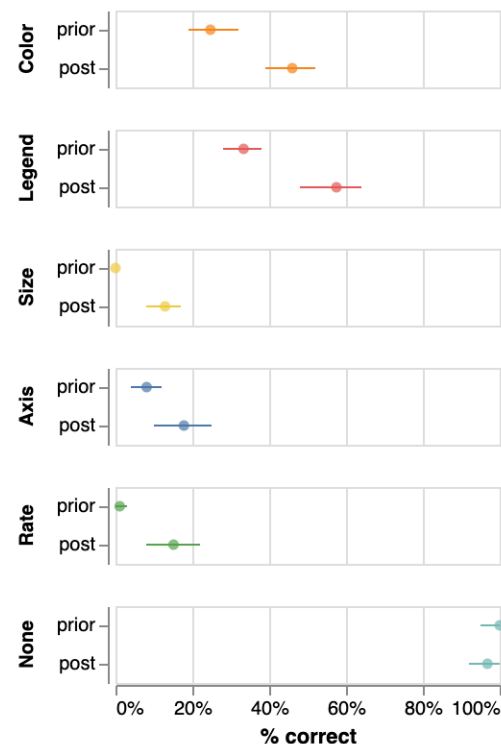 Color
prior
post
Legend
prior
post
Size
prior
post
Axis
prior
post
Rate
prior
post
None
prior
post
0% 20% 40% 60% 80% 100%
% correct